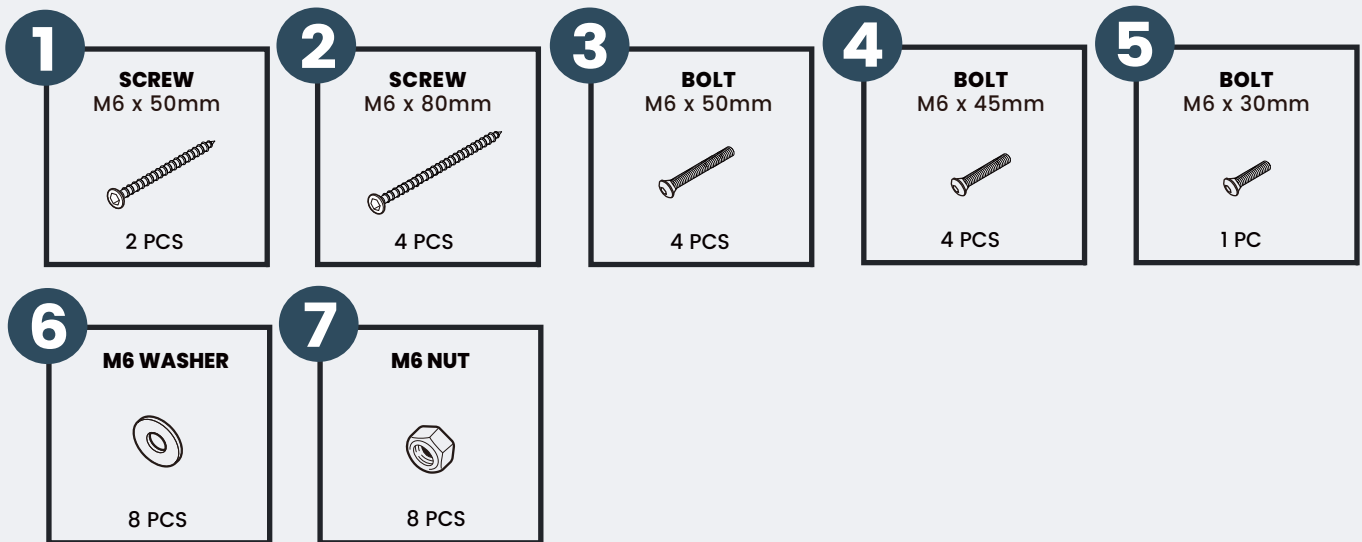 1
SCREW
M6 x 50mm
2 PCS
2
SCREW
M6 x 80mm
4 PCS
3
BOLT
M6 x 50mm
4 PCS
4
BOLT
M6 x 45mm
4 PCS
5
BOLT
M6 x 30mm
1 PC
6
M6 WASHER
8 PCS
7
M6 NUT
8 PCS